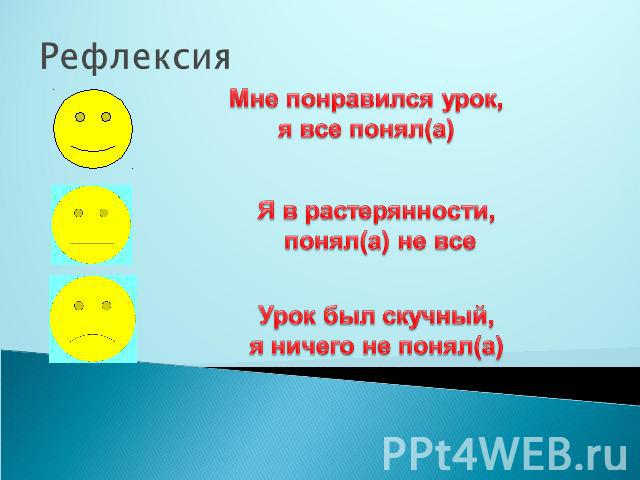 Рефлексия
Мне понравился урок,
я все понял(а)
Я в растерянности,
понял(а) не все
Урок был скучный,
я ничего не понял(а)
PPt4WEB.ru